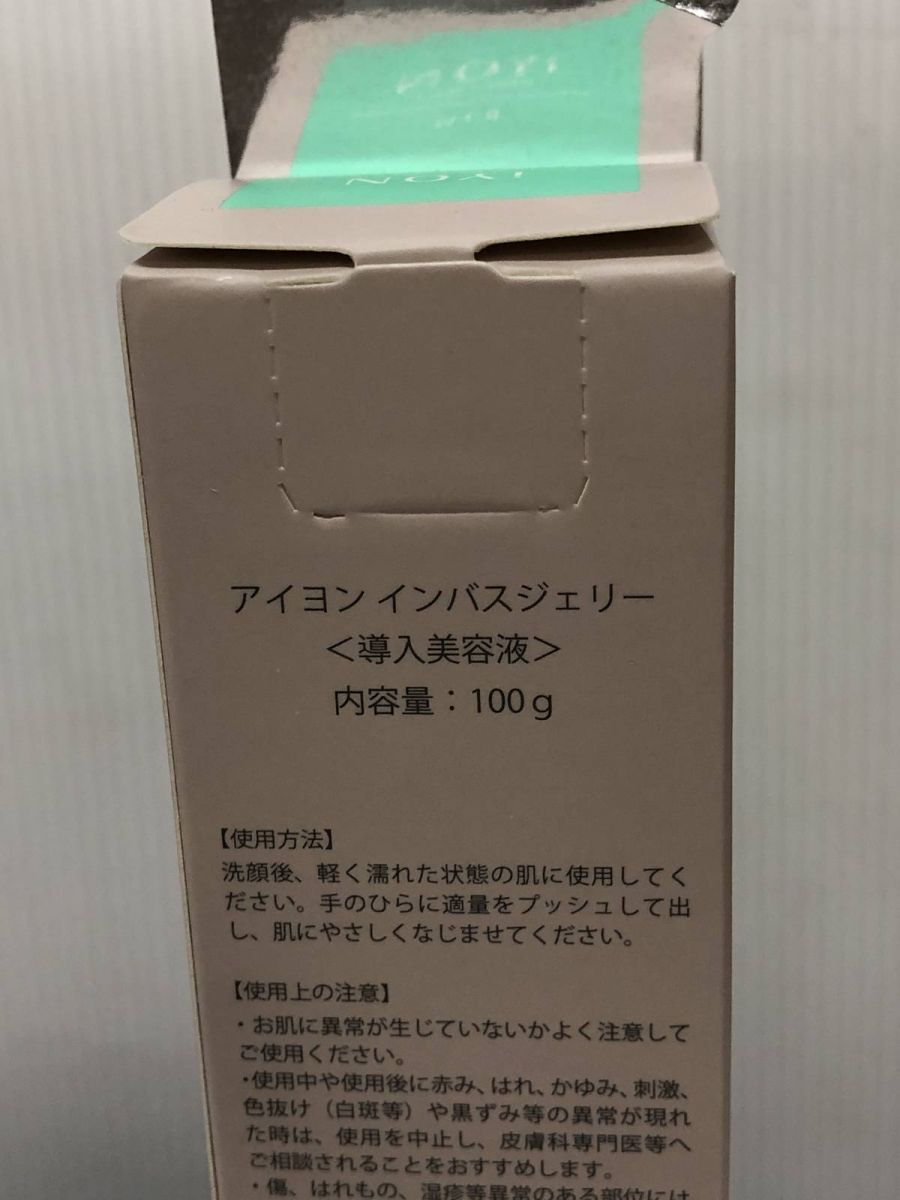 アイヨン インバスジェリー
＜導入美容液＞
内容量：100g
【使用方法】
洗顔後、軽く濡れた状態の肌に使用してく
ださい。手のひらに適量をプッシュして出
し、肌にやさしくなじませてください。
【使用上の注意】
・お肌に異常が生じていないかよく注意して
ご使用ください。
・使用中や使用後に赤み、はれ、かゆみ、刺激、
色抜け（白斑等）や黒ずみ等の異常が現れ
た時は、使用を中止し、皮膚科専門医等へ
ご相談されることをおすすめします。
・傷、はれもの、湿疹等異常のある部位には